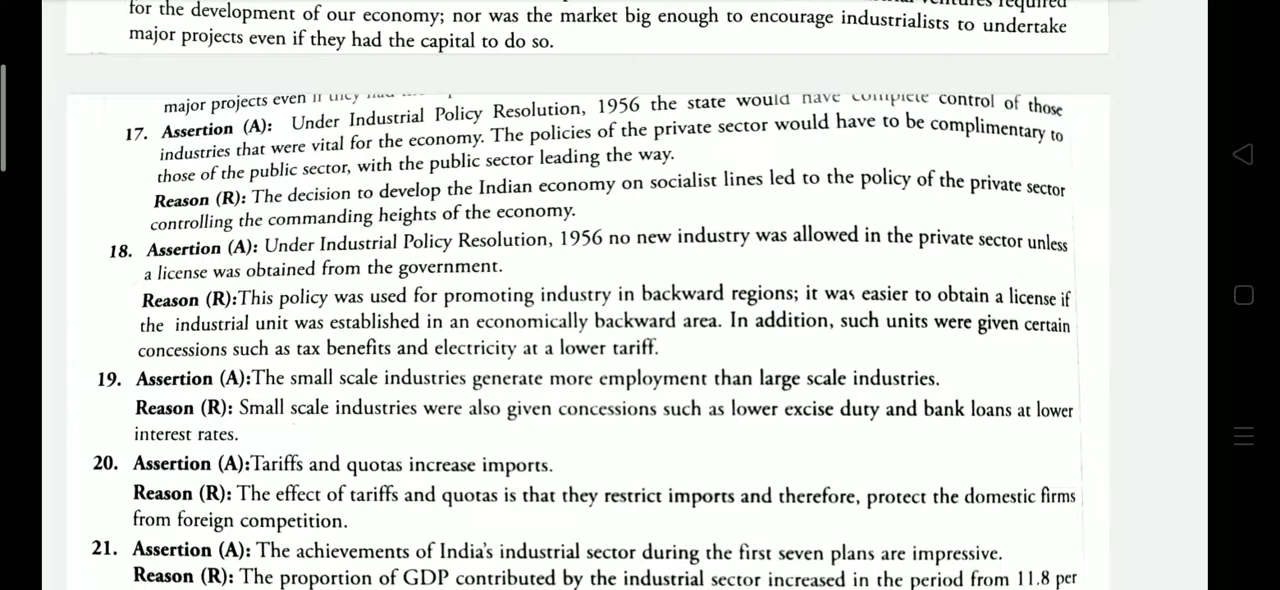 for the development of our economy; nor was the market big enough to encourage industrialists to undertake
major projects even if they had the capital to do so.
major projects even if they had
17. Assertion (A): Under Industrial Policy Resolution, 1956 the state would have complete control of those
industries that were vital for the economy. The policies of the private sector would have to be complimentary to
those of the public sector, with the public sector leading the way.
Reason (R): The decision to develop the Indian economy on socialist lines led to the policy of the private sector
controlling the commanding heights of the economy.
18. Assertion (A): Under Industrial Policy Resolution, 1956 no new industry was allowed in the private sector unless
a license was obtained from the government.
Reason (R):This policy was used for promoting industry in backward regions; it was easier to obtain a license if
the industrial unit was established in an economically backward area. In addition, such units were given certain
concessions such as tax benefits and electricity at a lower tariff.
19. Assertion (A):The small scale industries generate more employment than large scale industries.
Reason (R): Small scale industries were also given concessions such as lower excise duty and bank loans at lower
interest rates.
20. Assertion (A):Tariffs and quotas increase imports.
Reason (R): The effect of tariffs and quotas is that they restrict imports and therefore, protect the domestic firms
from foreign competition.
21. Assertion (A): The achievements of India's industrial sector during the first seven plans are impressive.
Reason (R): The proportion of GDP contributed by the industrial sector increased in the period from 11.8 per